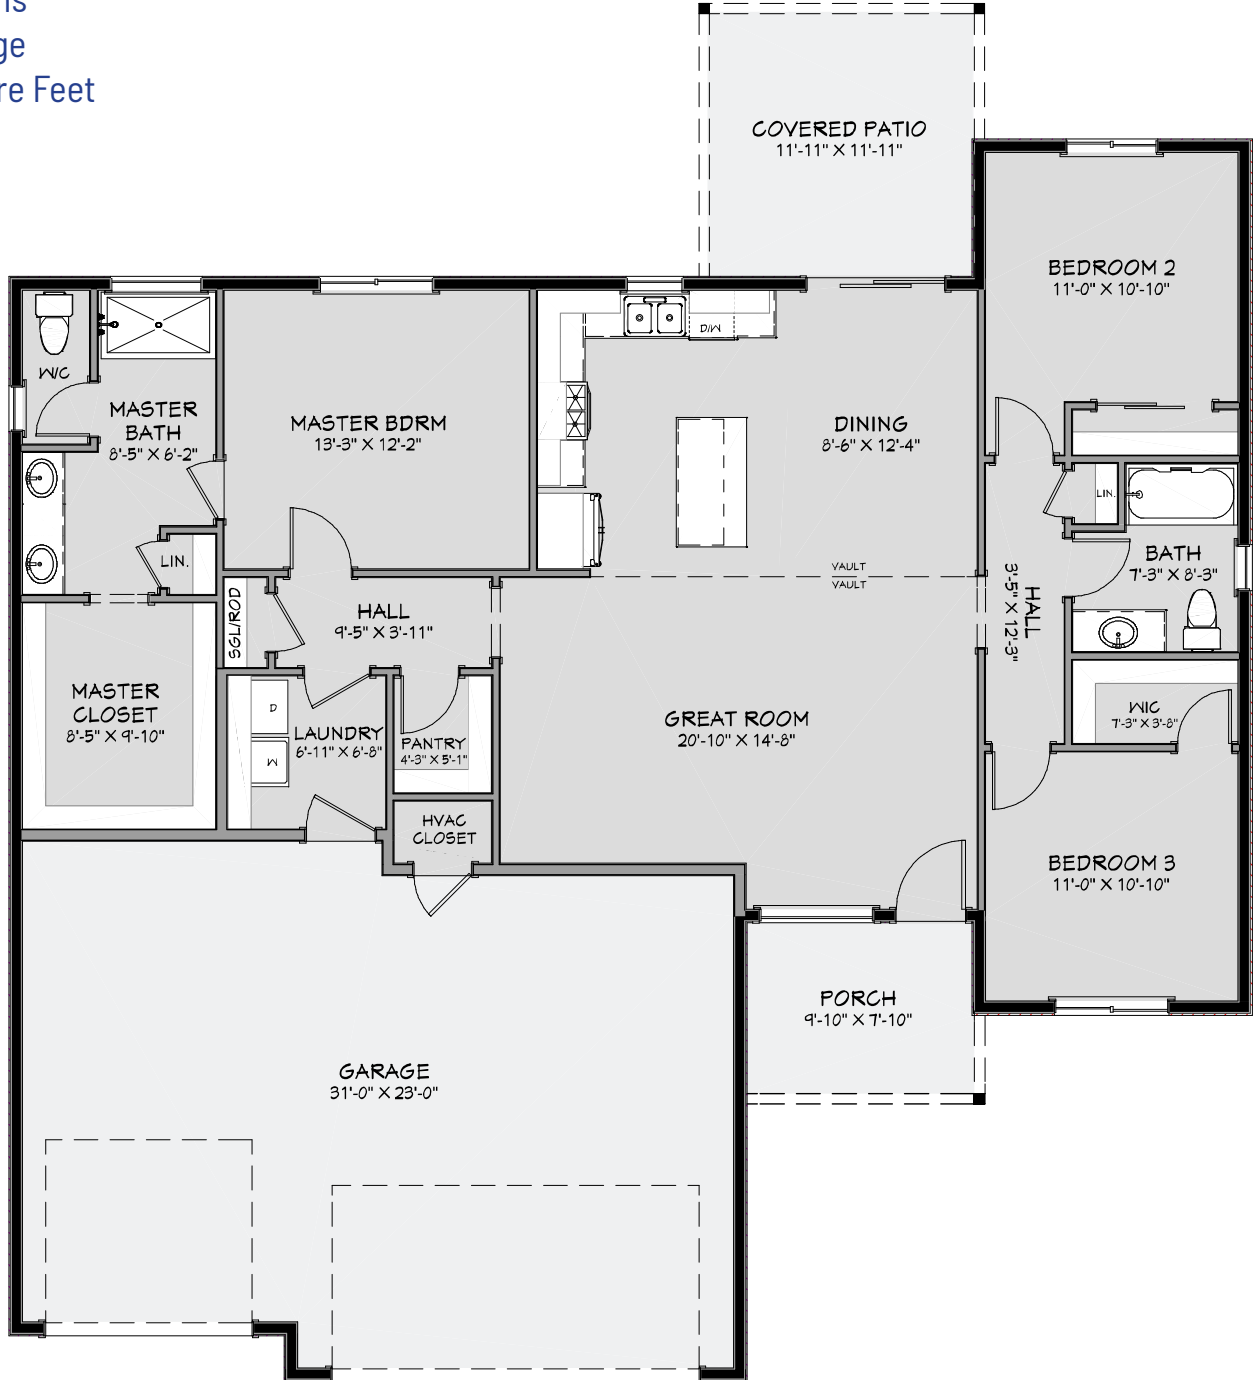 ge
re Feet
COVERED PATIO
11'-11" X 11'-11"
BEDROOM 2
11'-0" X 10'-10"
W/C
MASTER
BATH
8'-5" X 6'-2"
MASTER BDRM
13'-3" X 12'-2"
D/W
DINING
8'-6" X 12'-4"
LIN.
LIN.
BATH
7'-3" X 8'-3"
VAULT
VAULT
HALL
3'-5" X 12'-3"
SGL/ROD
HALL
9'-5" X 3'-11"
MASTER
CLOSET
8'-5" X 9'-10"
D
W
LAUNDRY
6'-11" X 6'-8"
PANTRY
4'-3" X 5'-1"
GREAT ROOM
20'-10" X 14'-8"
WIC
7'-3" X 3'-8"
HVAC
CLOSET
BEDROOM 3
11'-0" X 10'-10"
PORCH
9'-10" X 7'-10"
GARAGE
31'-0" X 23'-0"